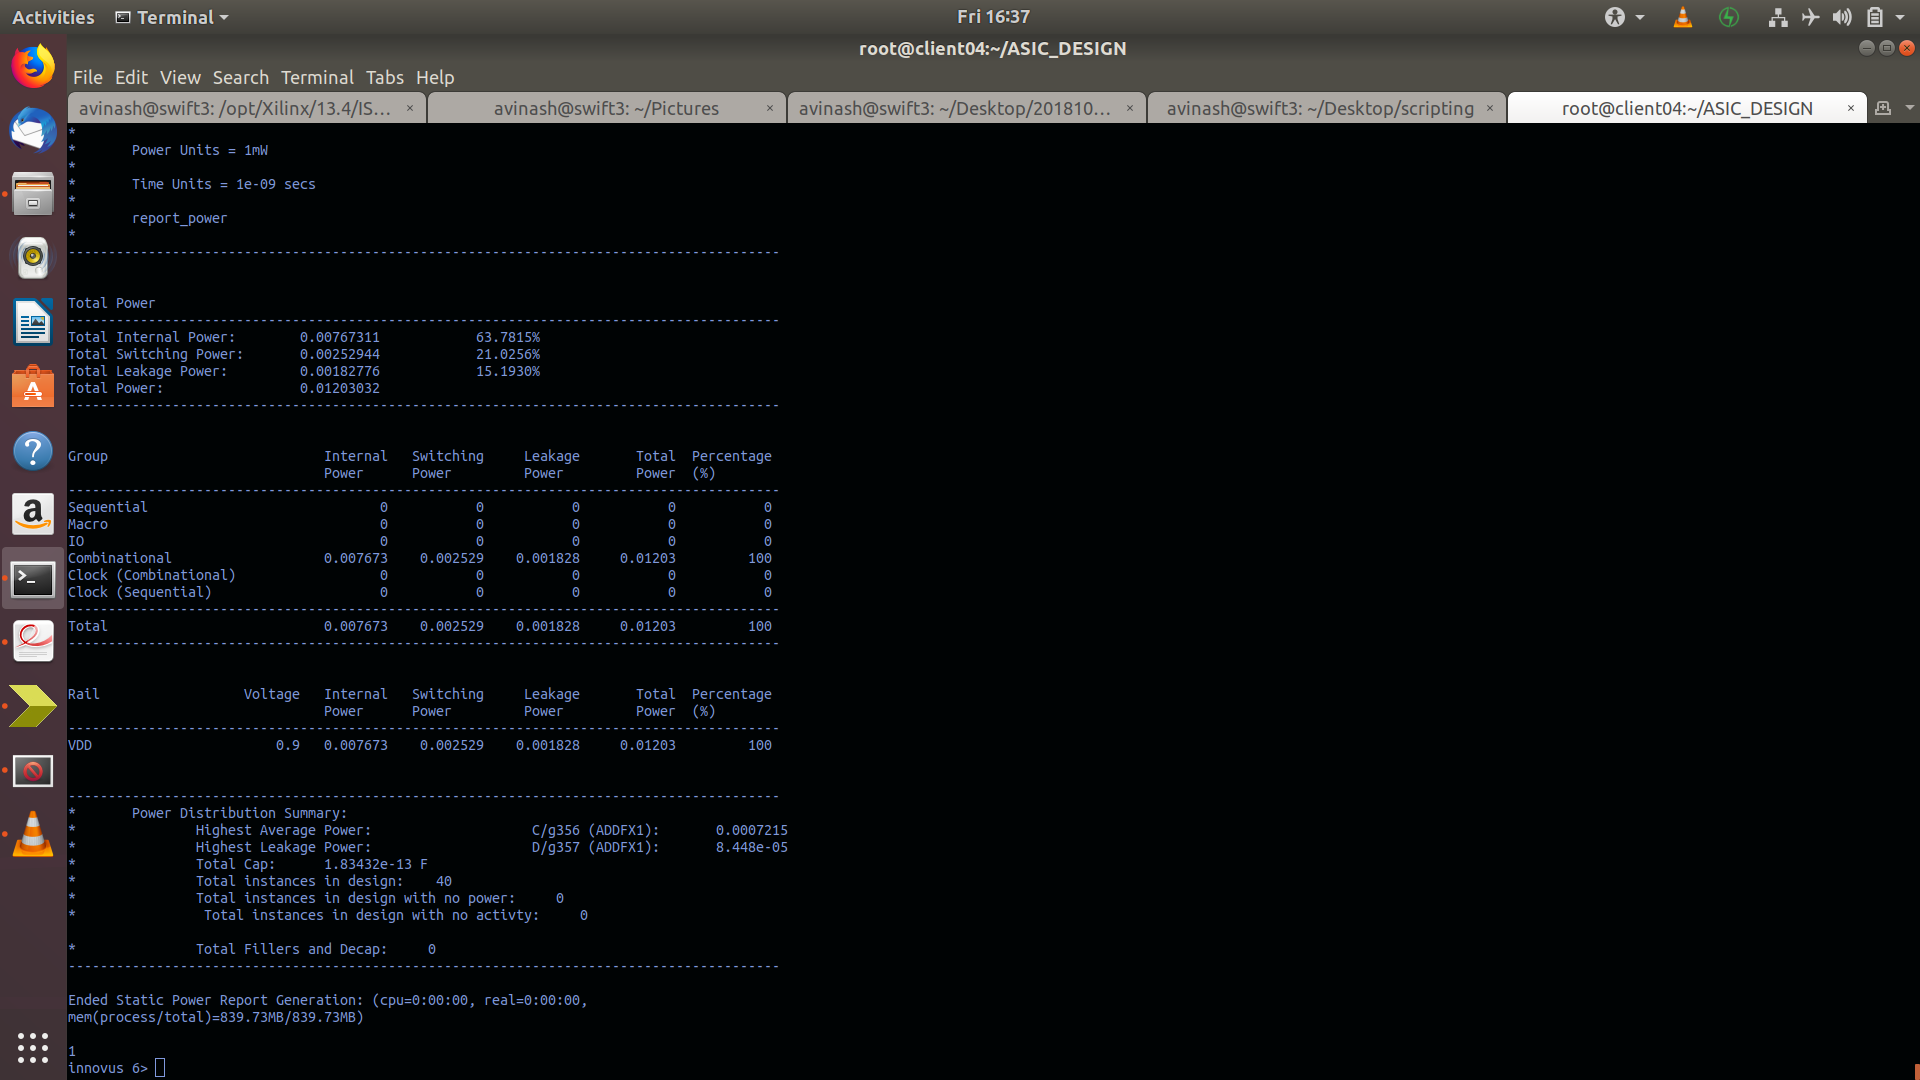 Activities Terminal Fri 16:37
root@client04:~/ASIC_DESIGN
File Edit View Search Terminal Tabs Help
avinash@swift3: /opt/Xilinx/13.4/IS... × avinash@swift3: ~/Pictures × avinash@swift3: ~/Desktop/201810... × avinash@swift3: ~/Desktop/scripting × root@client04:~/ASIC_DESIGN ×
*
* Power Units = 1mW
*
* Time Units = 1e-09 secs
*
* report_power
*
-----------------------------------------------------------------------------------------
Total Power
-----------------------------------------------------------------------------------------
Total Internal Power: 0.00767311 63.7815%
Total Switching Power: 0.00252944 21.0256%
Total Leakage Power: 0.00182776 15.1930%
Total Power: 0.01203032
-----------------------------------------------------------------------------------------
Group Internal Switching Leakage Total Percentage
Power Power Power Power (%)
-----------------------------------------------------------------------------------------
Sequential 0 0 0 0 0
Macro 0 0 0 0 0
IO 0 0 0 0 0
Combinational 0.007673 0.002529 0.001828 0.01203 100
Clock (Combinational) 0 0 0 0 0
Clock (Sequential) 0 0 0 0 0
-----------------------------------------------------------------------------------------
Total 0.007673 0.002529 0.001828 0.01203 100
-----------------------------------------------------------------------------------------
Rail Voltage Internal Switching Leakage Total Percentage
Power Power Power Power (%)
-----------------------------------------------------------------------------------------
VDD 0.9 0.007673 0.002529 0.001828 0.01203 100
-----------------------------------------------------------------------------------------
* Power Distribution Summary:
* Highest Average Power: C/g356 (ADDFX1): 0.0007215
* Highest Leakage Power: D/g357 (ADDFX1): 8.448e-05
* Total Cap: 1.83432e-13 F
* Total instances in design: 40
* Total instances in design with no power: 0
* Total instances in design with no activty: 0
* Total Fillers and Decap: 0
-----------------------------------------------------------------------------------------
Ended Static Power Report Generation: (cpu=0:00:00, real=0:00:00,
mem(process/total)=839.73MB/839.73MB)
1
innovus 6>